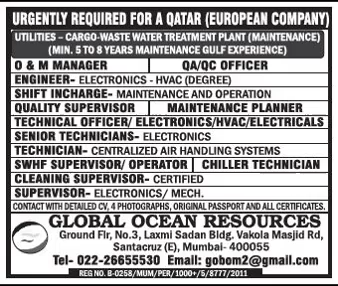 URGENTLY REQUIRED FOR A QATAR (EUROPEAN COMPANY)
UTILITIES – CARGO-WASTE WATER TREATMENT PLANT (MAINTENANCE)
(MIN. 5 TO 8 YEARS MAINTENANCE GULF EXPERIENCE)
O & M MANAGER QA/QC OFFICER
ENGINEER- ELECTRONICS - HVAC (DEGREE)
SHIFT INCHARGE- MAINTENANCE AND OPERATION
QUALITY SUPERVISOR MAINTENANCE PLANNER
TECHNICAL OFFICER/ ELECTRONICS/HVAC/ELECTRICALS
SENIOR TECHNICIANS- ELECTRONICS
TECHNICIAN- CENTRALIZED AIR HANDLING SYSTEMS
SWHF SUPERVISOR/ OPERATOR CHILLER TECHNICIAN
CLEANING SUPERVISOR- CERTIFIED
SUPERVISOR- ELECTRONICS/ MECH.
CONTACT WITH DETAILED CV, 4 PHOTOGRAPHS, ORIGINAL PASSPORT AND ALL CERTIFICATES.
GLOBAL OCEAN RESOURCES
Ground Flr, No.3, Laxmi Sadan Bldg. Vakola Masjid Rd,
Santacruz (E), Mumbai- 400055
Tel- 022-26655530 Email: gobom2@gmail.com
REG NO. B-0258/MUM/PER/1000+/5/8777/2011